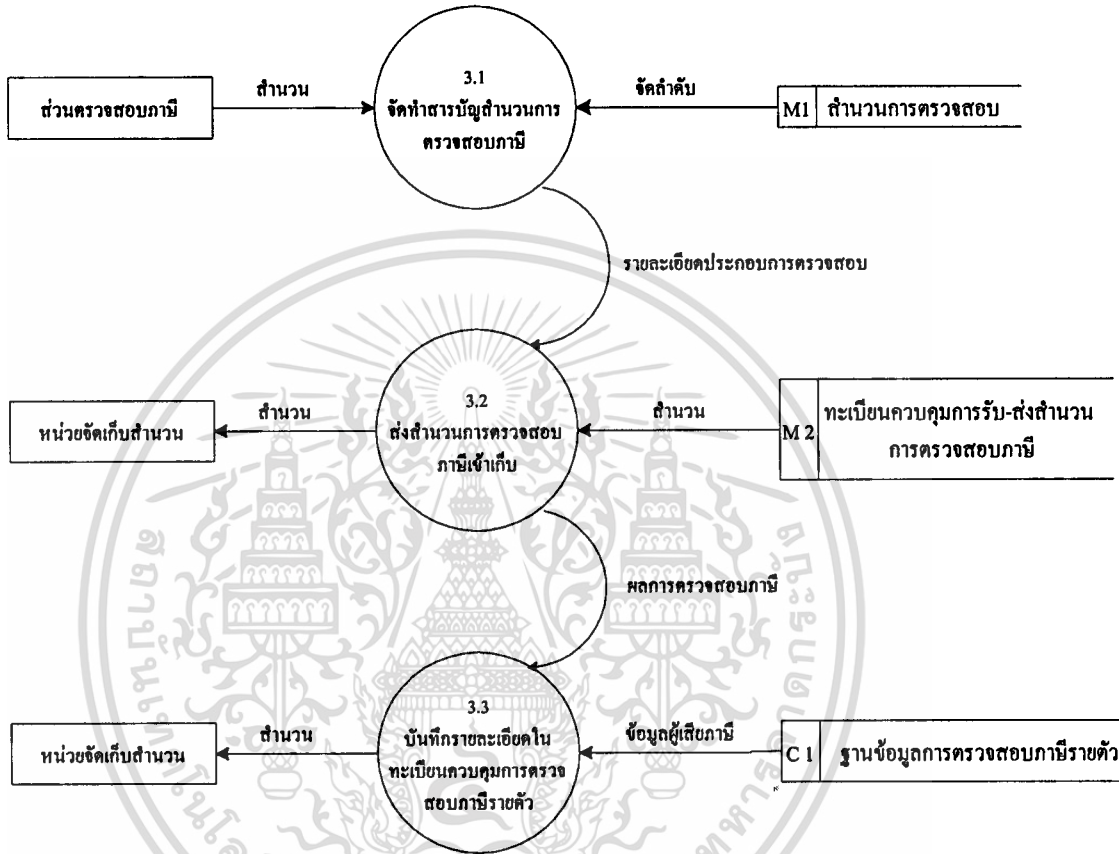 3.1
ส่วนตรวจสอบภาษี
สำนวน
จัดทำสารบัญสำนวนการ
ตรวจสอบภาษี
จัดลำดับ
M1 สำนวนการตรวจสอบ
รายละเอียดประกอบการตรวจสอบ
3.2
หน่วยจัดเก็บสำนวน
สำนวน
ส่งสำนวนการตรวจสอบ
ภาษีเข้าเก็บ
สำนวน
M 2 ทะเบียนควบคุมการรับ-ส่งสำนวน
การตรวจสอบภาษี
ผลการตรวจสอบภาษี
3.3
หน่วยจัดเก็บสำนวน
สำนวน
บันทึกรายละเอียดใน
ทะเบียนควบคุมการตรวจ
สอบภาษีรายตัว
ข้อมูลผู้เสียภาษี
C 1 ฐานข้อมูลการตรวจสอบภาษีรายตัว